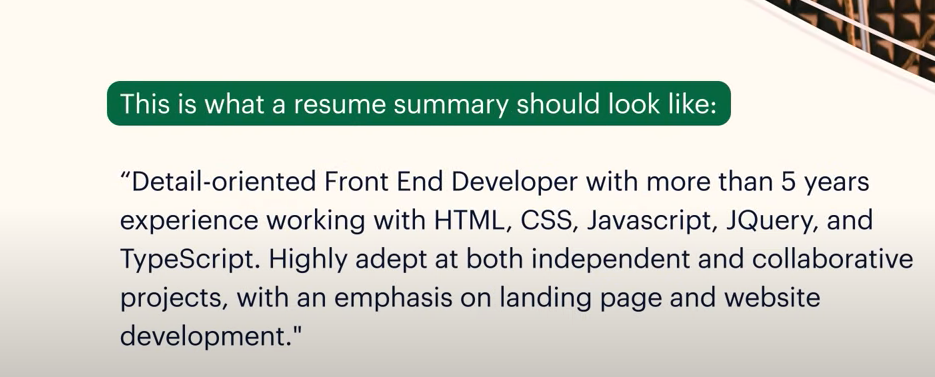 This is what a resume summary should look like:
“Detail-oriented Front End Developer with more than 5 years
experience working with HTML, CSS, Javascript, JQuery, and
TypeScript. Highly adept at both independent and collaborative
projects, with an emphasis on landing page and website
development."